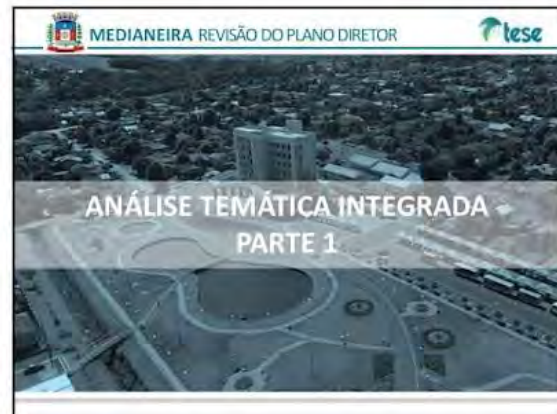 MEDIANEIRA REVISÃO DO PLANO DIRETOR
tese
ANÁLISE TEMÁTICA INTEGRADA
PARTE 1